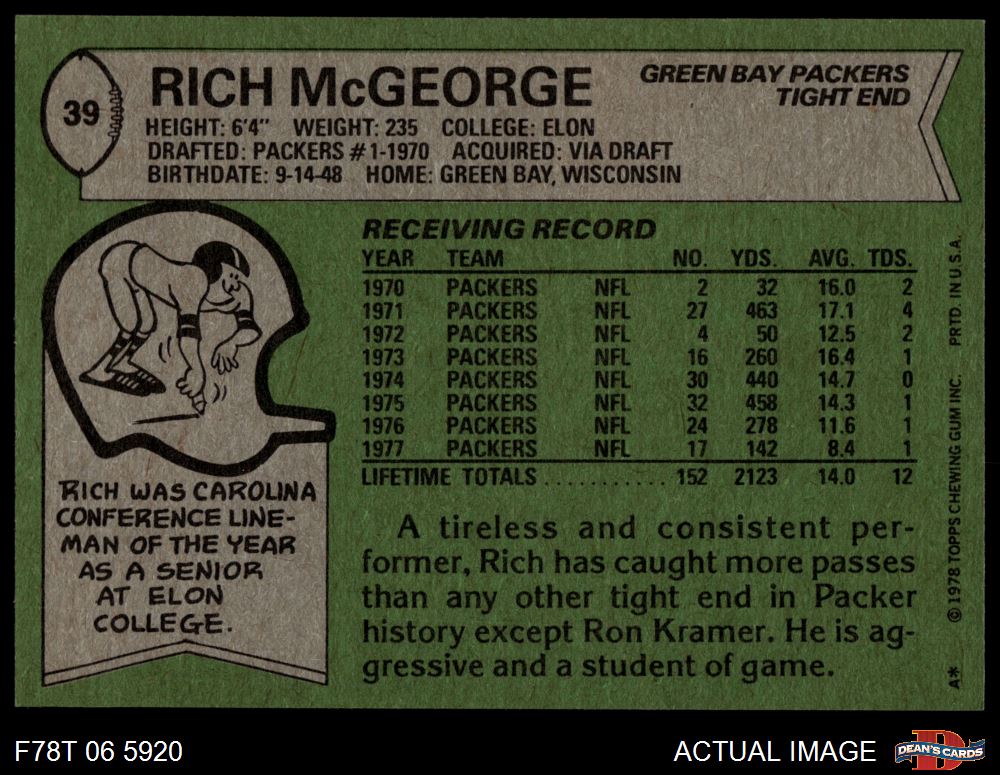 39
RICH McGEORGE
GREEN BAY PACKERS
TIGHT END
HEIGHT: 6'4" WEIGHT: 235 COLLEGE: ELON
DRAFTED: PACKERS #1-1970 ACQUIRED: VIA DRAFT
BIRTHDATE: 9-14-48 HOME: GREEN BAY, WISCONSIN
RECEIVING RECORD
YEAR TEAM NO. YDS. AVG. TDS.
1970 PACKERS NFL 2 32 16.0 2
1971 PACKERS NFL 27 463 17.1 4
1972 PACKERS NFL 4 50 12.5 2
1973 PACKERS NFL 16 260 16.4 1
1974 PACKERS NFL 30 440 14.7 0
1975 PACKERS NFL 32 458 14.3 1
1976 PACKERS NFL 24 278 11.6 1
1977 PACKERS NFL 17 142 8.4 1
LIFETIME TOTALS ........... 152 2123 14.0 12
RICH WAS CAROLINA
CONFERENCE LINE-
MAN OF THE YEAR
AS A SENIOR
AT ELON
COLLEGE.
A tireless and consistent per-
former, Rich has caught more passes
than any other tight end in Packer
history except Ron Kramer. He is ag-
gressive and a student of game.
A* © 1978 TOPPS CHEWING GUM INC. PRTD. IN U.S.A.
F78T 06 5920
ACTUAL IMAGE
DEAN'S CARDS